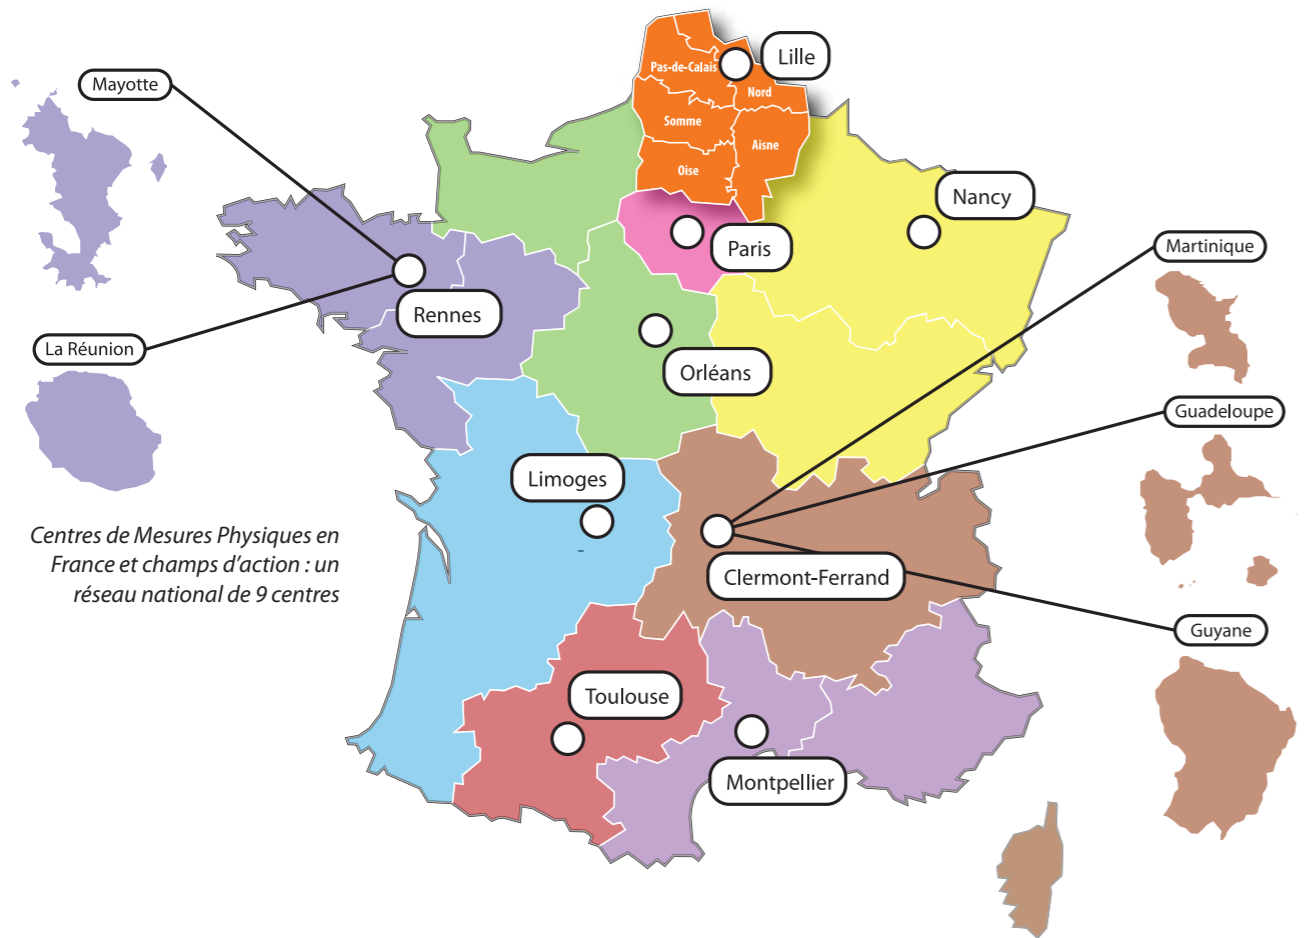 Lille
Pas-de-Calais
Nord
Somme
Aisne
Oise
Mayotte
Nancy
Paris
Martinique
Rennes
La Réunion
Orléans
Guadeloupe
Limoges
Centres de Mesures Physiques en
France et champs d’action : un
réseau national de 9 centres
Clermont-Ferrand
Guyane
Toulouse
Montpellier